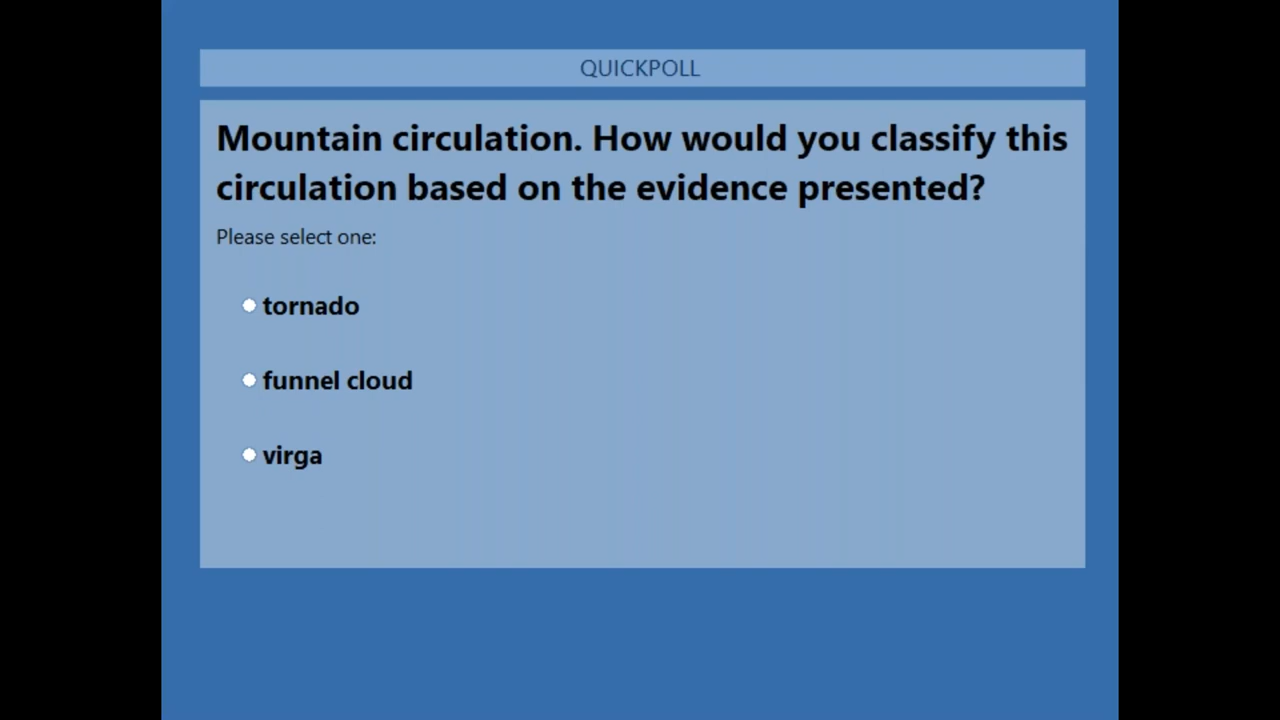 QUICKPOLL
Mountain circulation. How would you classify this
circulation based on the evidence presented?
Please select one:
tornado
funnel cloud
virga